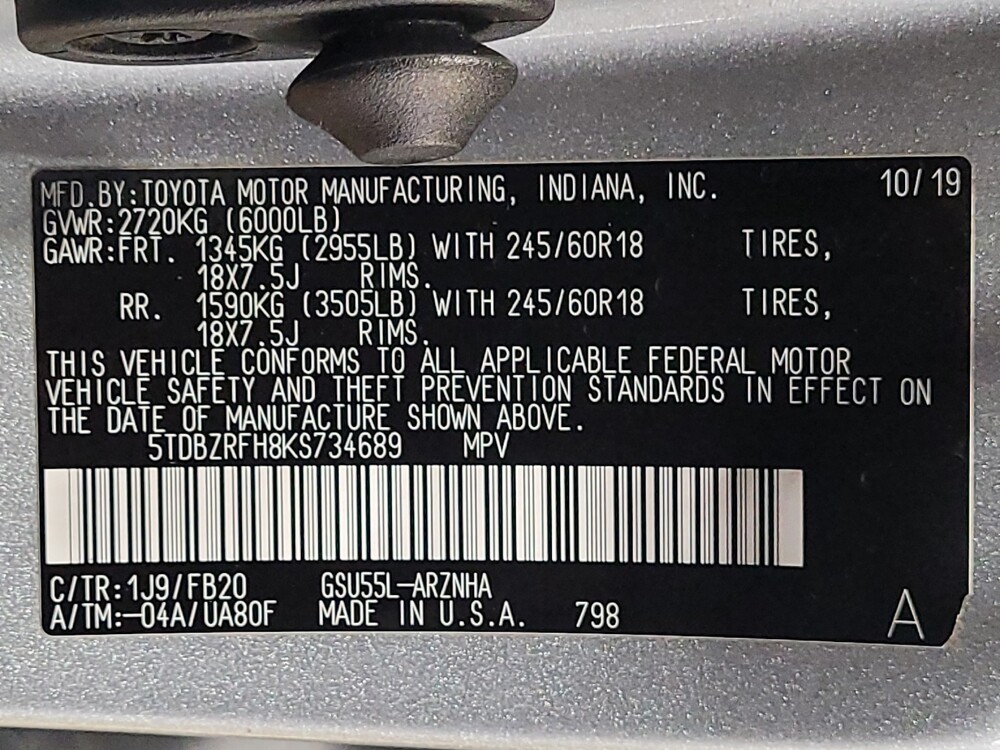 MFD.BY:TOYOTA MOTOR MANUFACTURING, INDIANA, INC. 10/19
GVWR:2720KG (6000LB)
GAWR:FRT. 1345KG (2955LB) WITH 245/60R18 TIRES,
18X7.5J RIMS.
RR. 1590KG (3505LB) WITH 245/60R18 TIRES,
18X7.5J RIMS.
THIS VEHICLE CONFORMS TO ALL APPLICABLE FEDERAL MOTOR
VEHICLE SAFETY AND THEFT PREVENTION STANDARDS IN EFFECT ON
THE DATE OF MANUFACTURE SHOWN ABOVE.
5TDBZRFH8KS734689 MPV
C/TR:1J9/FB20 GSU55L-ARZNHA
A/TM:-04A/UA80F MADE IN U.S.A. 798 A